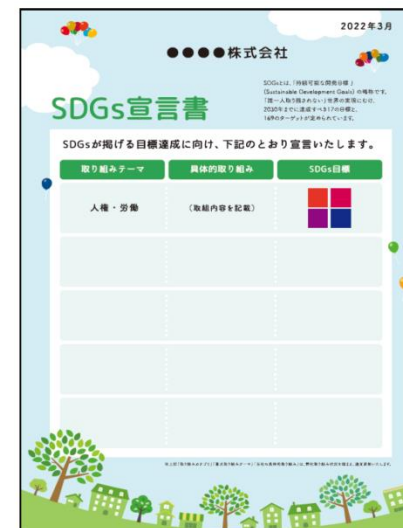 2022年3月
●●●●株式会社
SDGs宣言書
SDGsとは、「持続可能な開発目標」
(Sustainable Development Goals) の略称です。
「誰一人取り残されない」世界の実現にむけ、
2030年までに達成すべき17の目標と、
169のターゲットが定められています。
SDGsが掲げる目標達成に向け、下記のとおり宣言いたします。
取り組みテーマ
具体的取り組み
SDGs目標
人権・労働
(取組内容を記載)